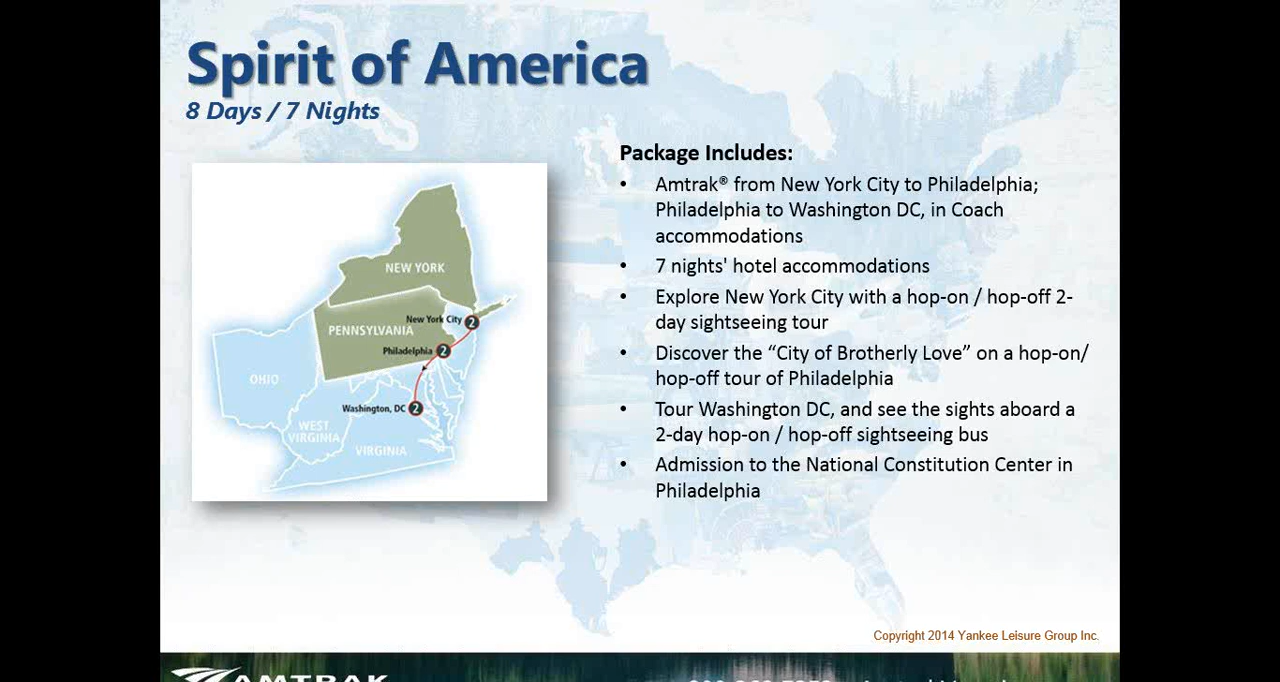 Spirit of America
8 Days / 7 Nights
Package Includes:
• Amtrak® from New York City to Philadelphia;
Philadelphia to Washington DC, in Coach
accommodations
• 7 nights' hotel accommodations
• Explore New York City with a hop-on / hop-off 2-
day sightseeing tour
• Discover the “City of Brotherly Love” on a hop-on/
hop-off tour of Philadelphia
• Tour Washington DC, and see the sights aboard a
2-day hop-on / hop-off sightseeing bus
• Admission to the National Constitution Center in
Philadelphia
NEW YORK
New York City 2
PENNSYLVANIA
Philadelphia 2
OHIO
Washington, DC 2
WEST
VIRGINIA
VIRGINIA
Copyright 2014 Yankee Leisure Group Inc.
AMTRAK